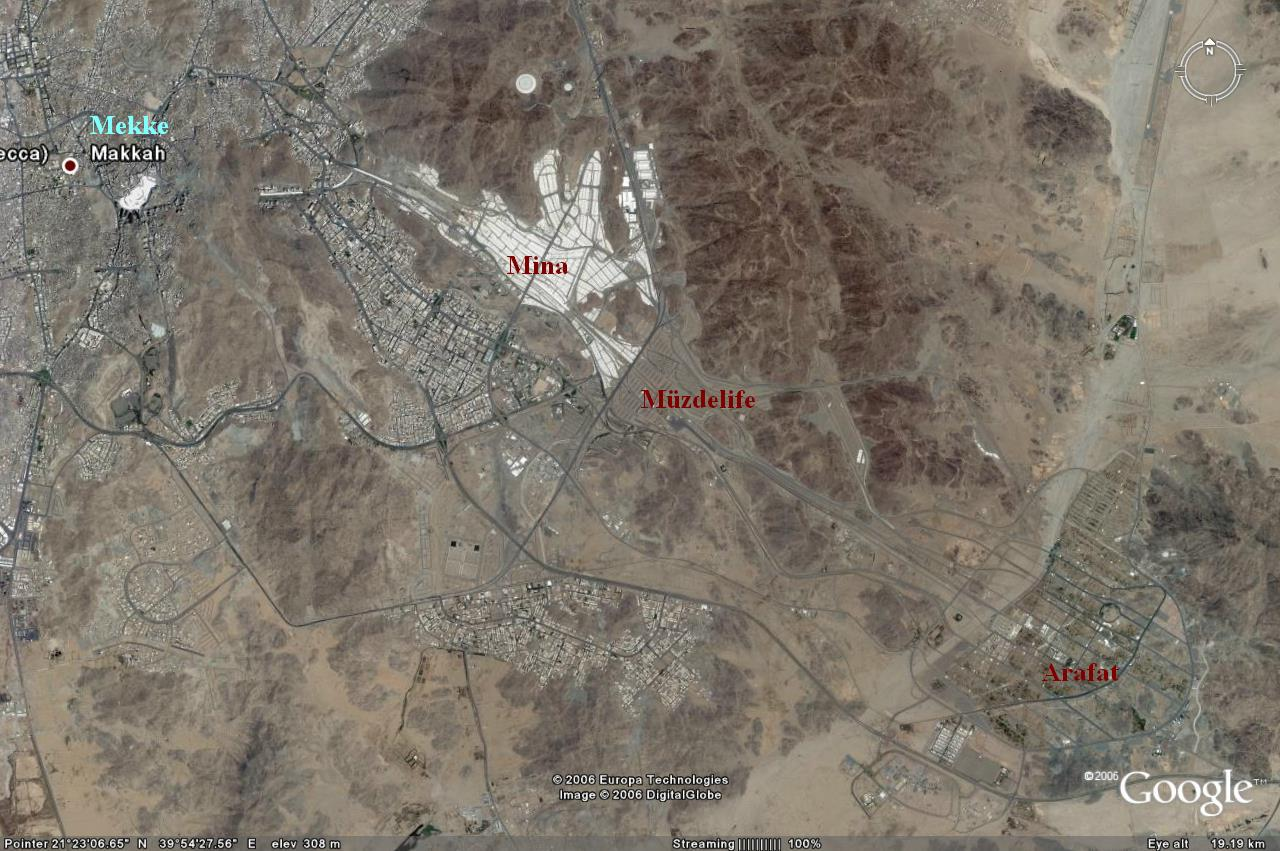 N
Mekke
ecca) Makkah
Mina
Müzdelife
Arafat
© 2006 Europa Technologies
Image © 2006 DigitalGlobe
©2006 Google™
Pointer 21°23'06.65" N 39°54'27.56" E elev 308 m Streaming |||||||||| 100% Eye alt 19.19 km